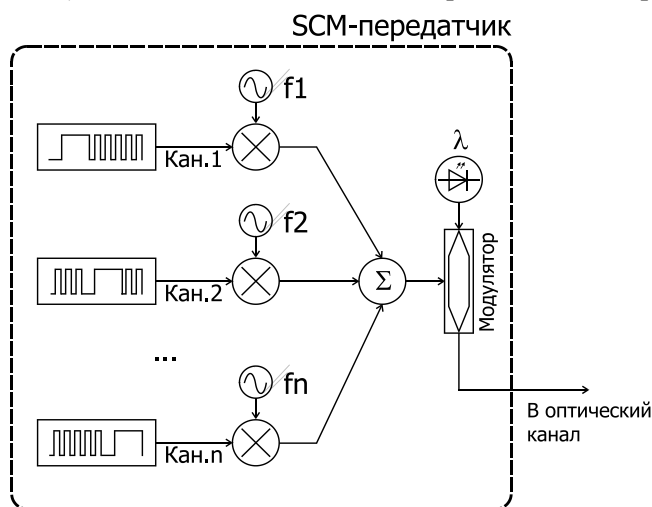 SCM-передатчик
f1
Кан.1
λ
f2
Кан.2
Σ
Модулятор
...
fn
Кан.n
В оптический
канал